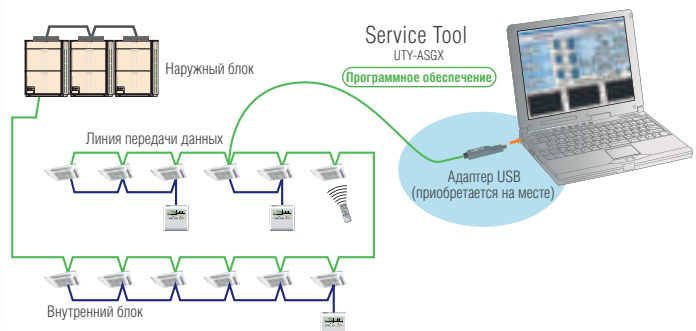 Service Tool
UTY-ASGX
Программное обеспечение
Наружный блок
Линия передачи данных
Адаптер USB
(приобретается на месте)
Внутренний блок